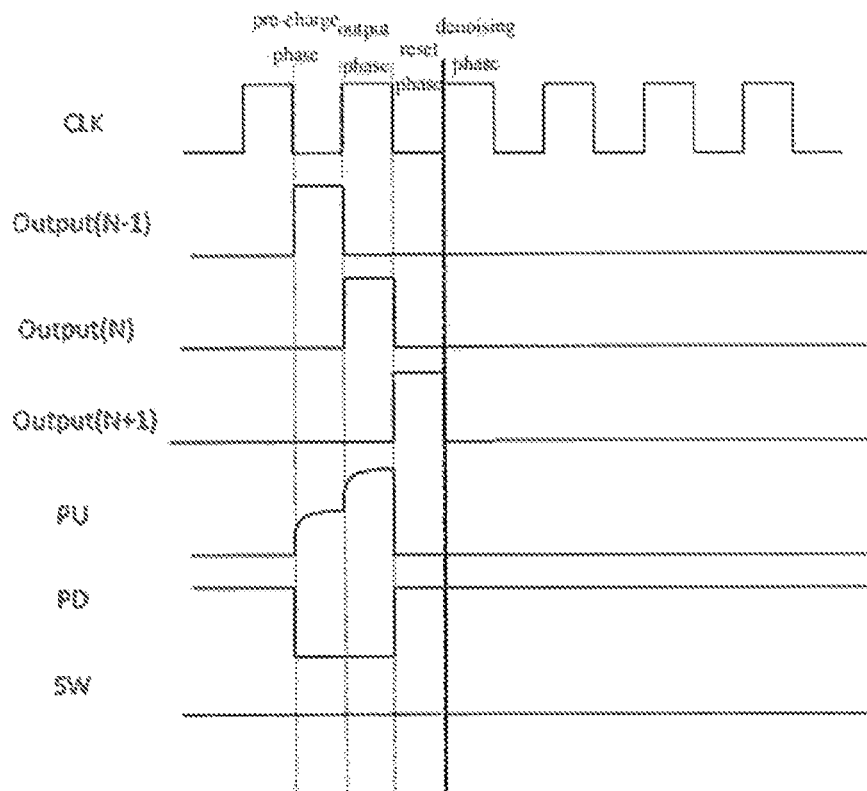 pre-charge phase
output phase
reset phase
denoising phase
CLK
Output(N-1)
Output(N)
Output(N+1)
PU
PD
SW